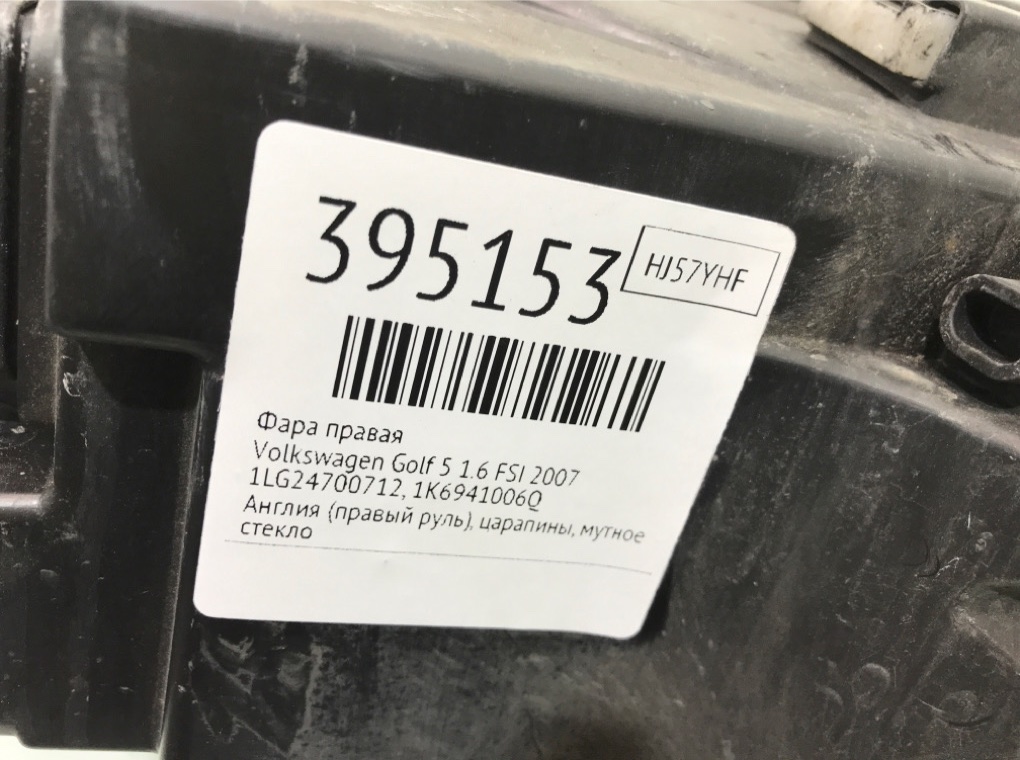 395153
HJ57YHF
Фара правая
Volkswagen Golf 5 1.6 FSI 2007
1LG24700712, 1K6941006Q
Англия (правый руль), царапины, мутное
стекло